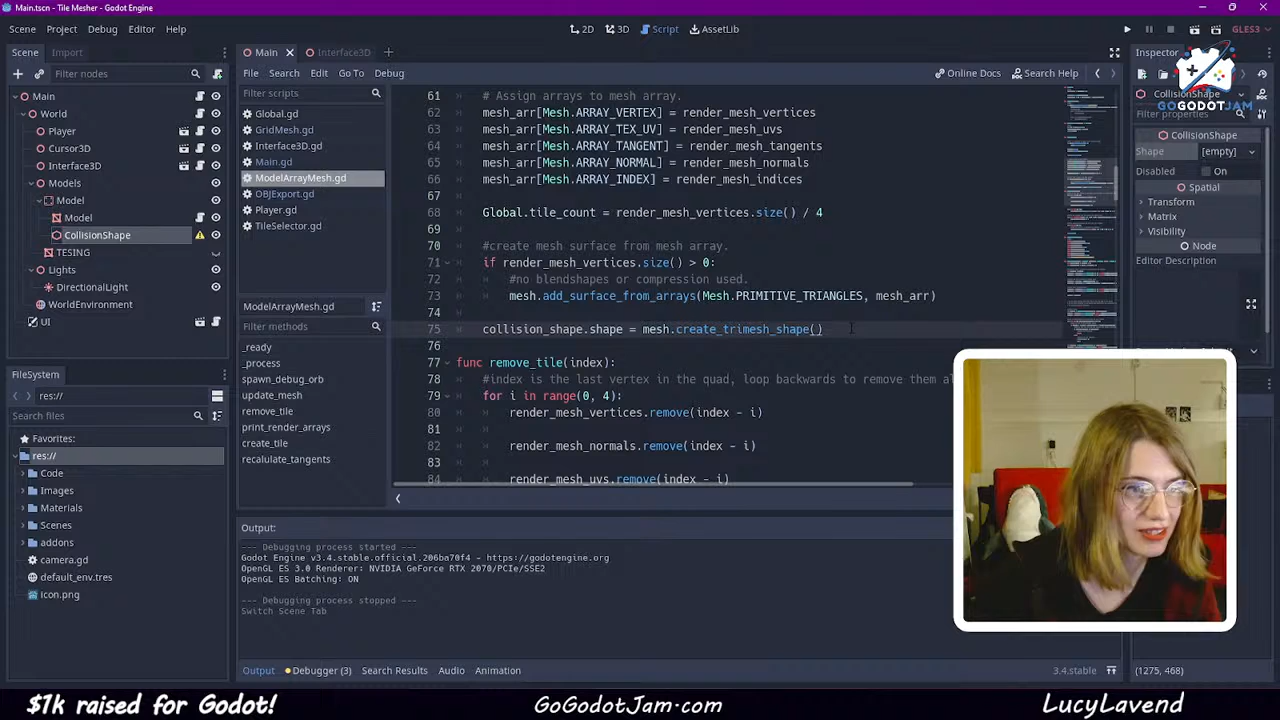 Main.tscn - Tile Mesher - Godot Engine
Scene Project Debug Editor Help
2D 3D Script AssetLib
GLES3
Scene Import
Main Interface3D
Inspector
Filter nodes
File Search Edit Go To Debug
Online Docs Search Help
GOGODOTJAM
Main
World
Player
Cursor3D
Interface3D
Models
Model
Model
CollisionShape
TESING
Lights
DirectionalLight
WorldEnvironment
UI
Filter scripts
Global.gd
GridMesh.gd
Interface3D.gd
Main.gd
ModelArrayMesh.gd
OBJExport.gd
Player.gd
TileSelector.gd
ModelArrayMesh.gd
Filter methods
_ready
_process
spawn_debug_orb
update_mesh
remove_tile
print_render_arrays
create_tile
recalulate_tangents
61 # Assign arrays to mesh array.
62 mesh_arr[Mesh.ARRAY_VERTEX] = render_mesh_vertices
63 mesh_arr[Mesh.ARRAY_TEX_UV] = render_mesh_uvs
64 mesh_arr[Mesh.ARRAY_TANGENT] = render_mesh_tangents
65 mesh_arr[Mesh.ARRAY_NORMAL] = render_mesh_normals
66 mesh_arr[Mesh.ARRAY_INDEX] = render_mesh_indices
67
68 Global.tile_count = render_mesh_vertices.size() / 4
69
70 #create mesh surface from mesh array.
71 if render_mesh_vertices.size() > 0:
72 #no blendshapes or compression used.
73 mesh.add_surface_from_arrays(Mesh.PRIMITIVE_TRIANGLES, mesh_arr)
74
75 collision_shape.shape = mesh.create_trimesh_shape()
76
77 func remove_tile(index):
78 #index is the last vertex in the quad, loop backwards to remove them al
79 for i in range(0, 4):
80 render_mesh_vertices.remove(index - i)
81
82 render_mesh_normals.remove(index - i)
83
84 render_mesh_uvs.remove(index - i)
CollisionShape
Filter properties
CollisionShape
Shape [empty]
Disabled On
Spatial
Transform
Matrix
Visibility
Node
Editor Description
FileSystem
res://
Search files
Favorites:
res://
Code
Images
Materials
Scenes
addons
camera.gd
default_env.tres
icon.png
Output:
--- Debugging process started ---
Godot Engine v3.4.stable.official.206ba70f4 - https://godotengine.org
OpenGL ES 3.0 Renderer: NVIDIA GeForce RTX 2070/PCIe/SSE2
OpenGL ES Batching: ON
--- Debugging process stopped ---
Switch Scene Tab
Output Debugger (3) Search Results Audio Animation
3.4.stable
(1275, 468)
$1k raised for Godot!
GoGodotJam.com
LucyLavend